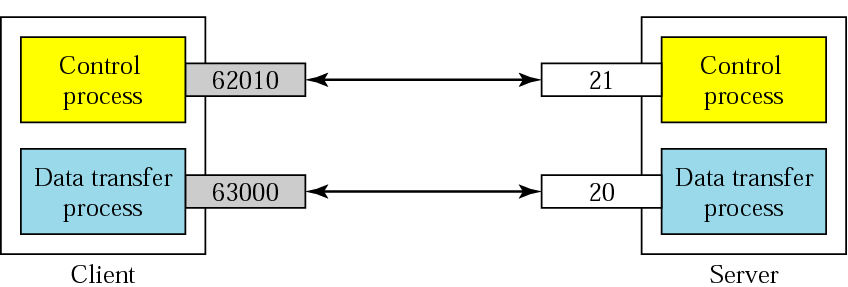 Control
process
62010
21
Control
process
Data transfer
process
63000
20
Data transfer
process
Client
Server